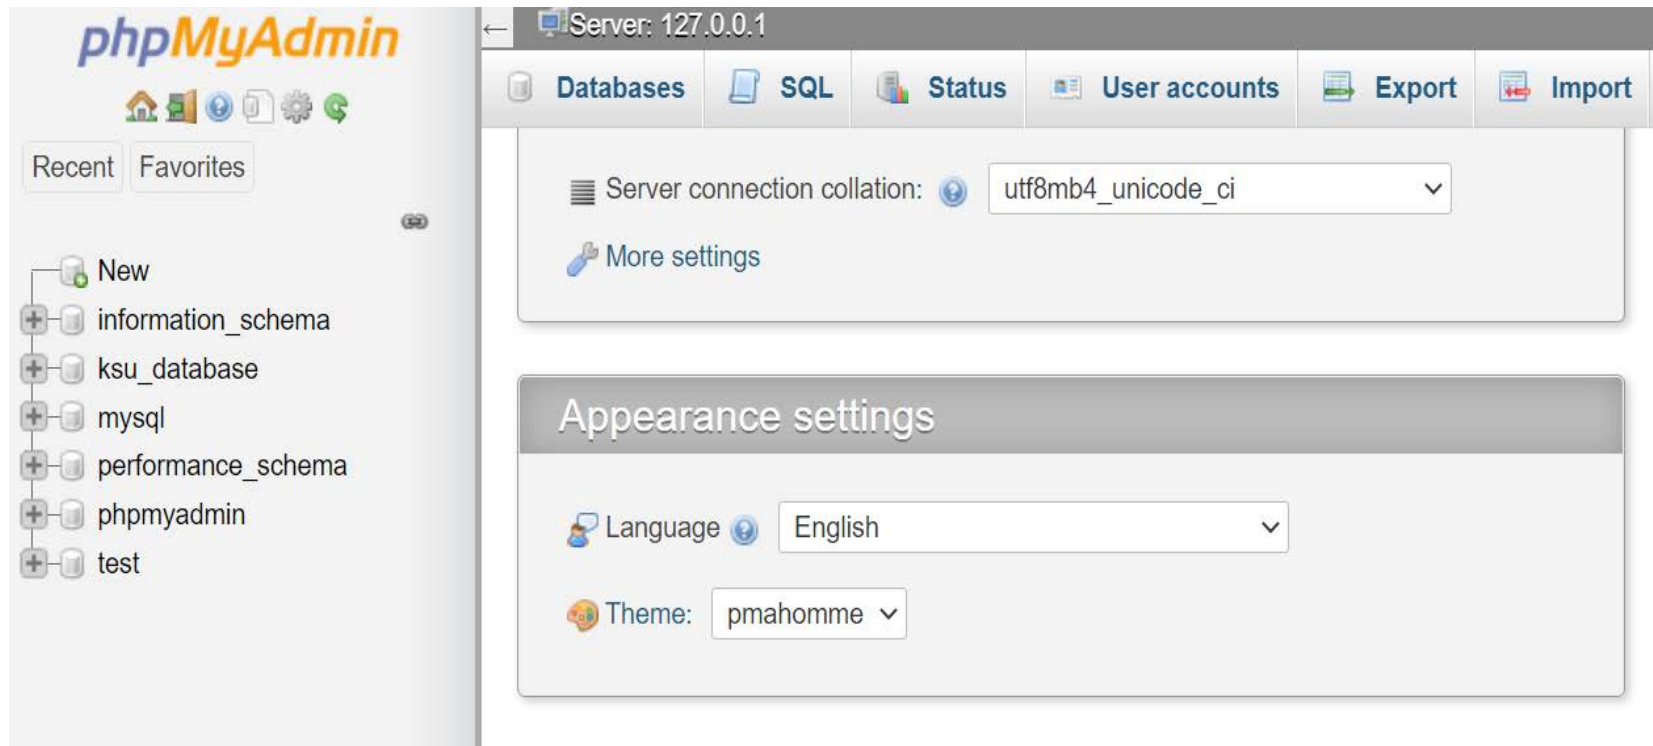 phpMyAdmin
Recent Favorites
New
information_schema
ksu_database
mysql
performance_schema
phpmyadmin
test
Server: 127.0.0.1
Databases SQL Status User accounts Export Import
Server connection collation: utf8mb4_unicode_ci
More settings
Appearance settings
Language English
Theme: pmahomme